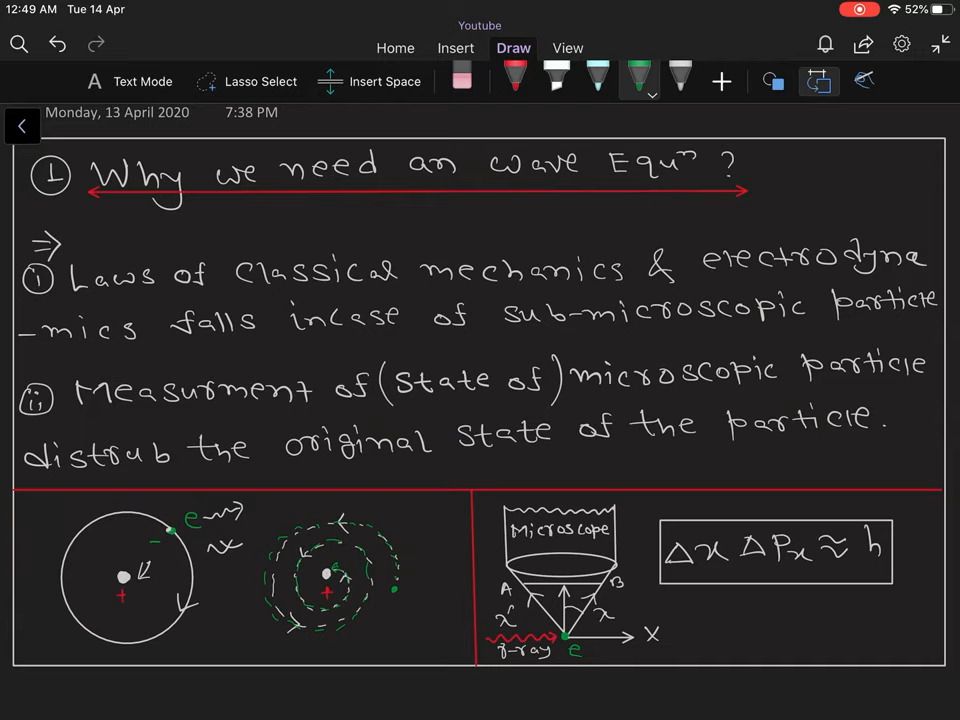 12:49 AM Tue 14 Apr
52%
Youtube
Home Insert Draw View
Text Mode Lasso Select Insert Space
Monday, 13 April 2020 7:38 PM
① Why we need an wave Equⁿ ?
⇒
ⓘ Laws of classical mechanics & electrodyna
-mics falls incase of sub-microscopic particle
ⓘⓘ Measurment of (state of) microscopic particle
distrub the original state of the particle.
e
-
+
e
+
Microscope
A B
λ' λ
γ-ray e X
Δx ΔPx ≈ h